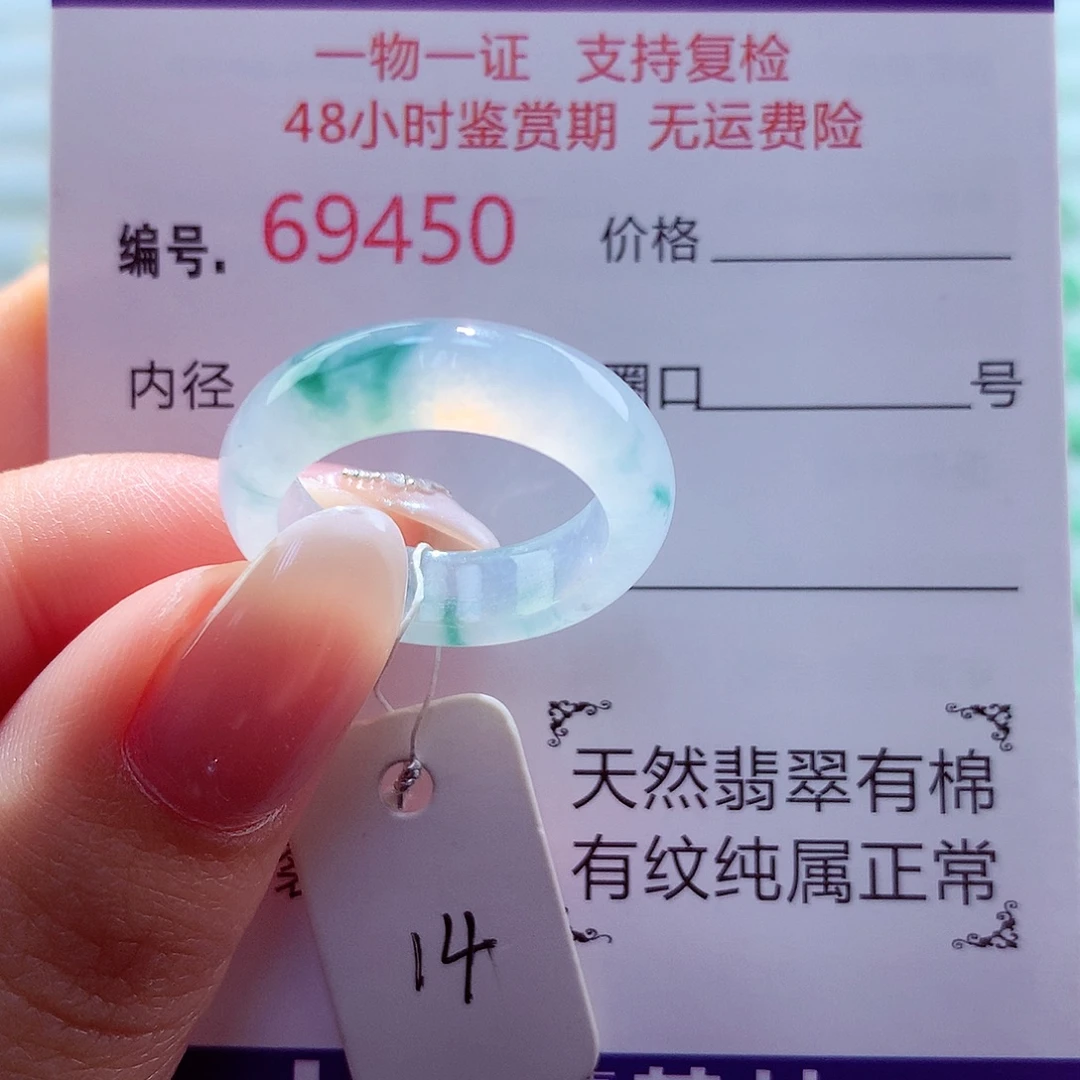 一物一证 支持复检
48小时鉴赏期 无运费险
编号. 69450 价格
内径 圈口 号
天然翡翠有棉
有纹纯属正常
14